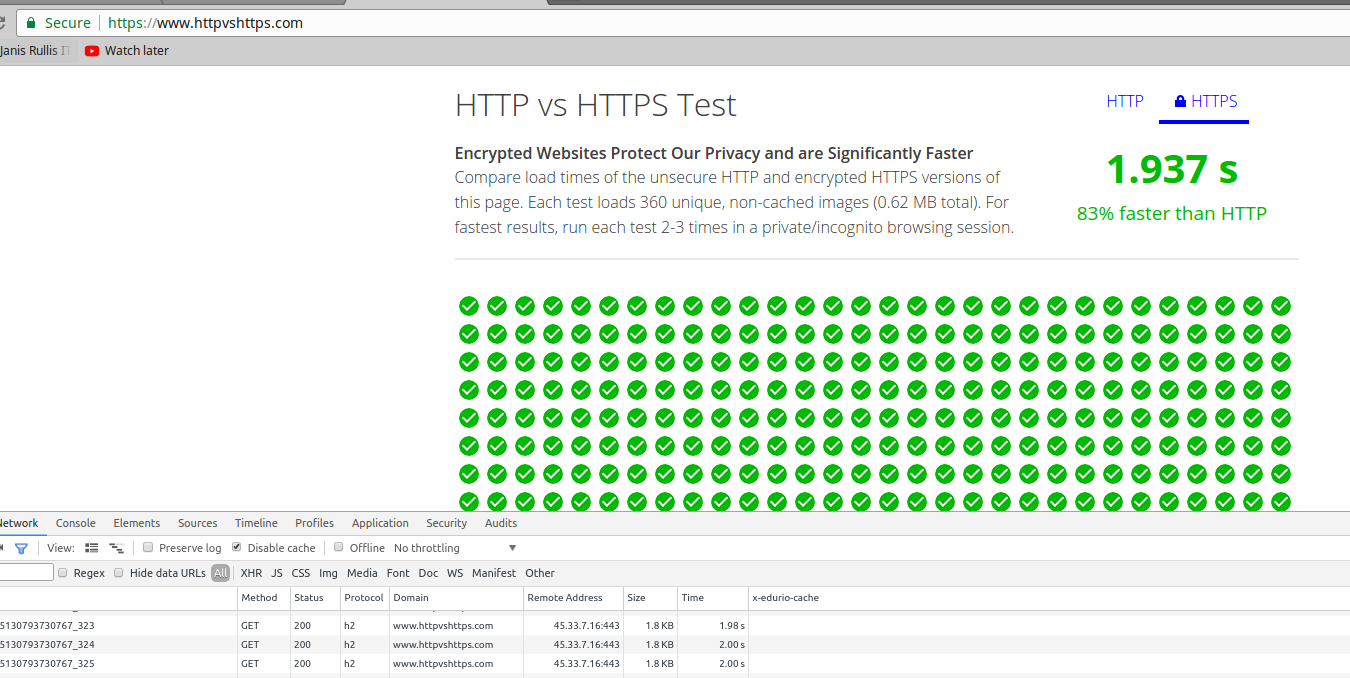 Secure https://www.httpvshttps.com
Janis Rullis IT Watch later
HTTP vs HTTPS Test
HTTP HTTPS
Encrypted Websites Protect Our Privacy and are Significantly Faster
Compare load times of the unsecure HTTP and encrypted HTTPS versions of
this page. Each test loads 360 unique, non-cached images (0.62 MB total). For
fastest results, run each test 2-3 times in a private/incognito browsing session.
1.937 s
83% faster than HTTP
Network Console Elements Sources Timeline Profiles Application Security Audits
View: Preserve log Disable cache Offline No throttling
Regex Hide data URLs All XHR JS CSS Img Media Font Doc WS Manifest Other
Method Status Protocol Domain Remote Address Size Time x-edurio-cache
5130793730767_323 GET 200 h2 www.httpvshttps.com 45.33.7.16:443 1.8 KB 1.98 s
5130793730767_324 GET 200 h2 www.httpvshttps.com 45.33.7.16:443 1.8 KB 2.00 s
5130793730767_325 GET 200 h2 www.httpvshttps.com 45.33.7.16:443 1.8 KB 2.00 s